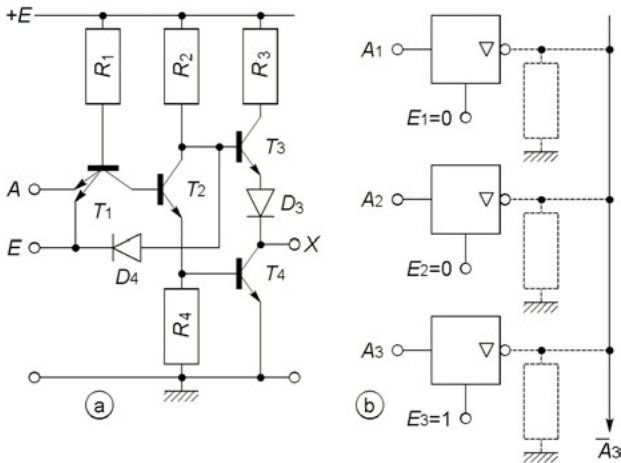 +E
R1
R2
R3
A
T1
T2
T3
D3
E
D4
T4
X
R4
a
A1
▽
E1=0
A2
▽
E2=0
A3
▽
E3=1
A̅3
b